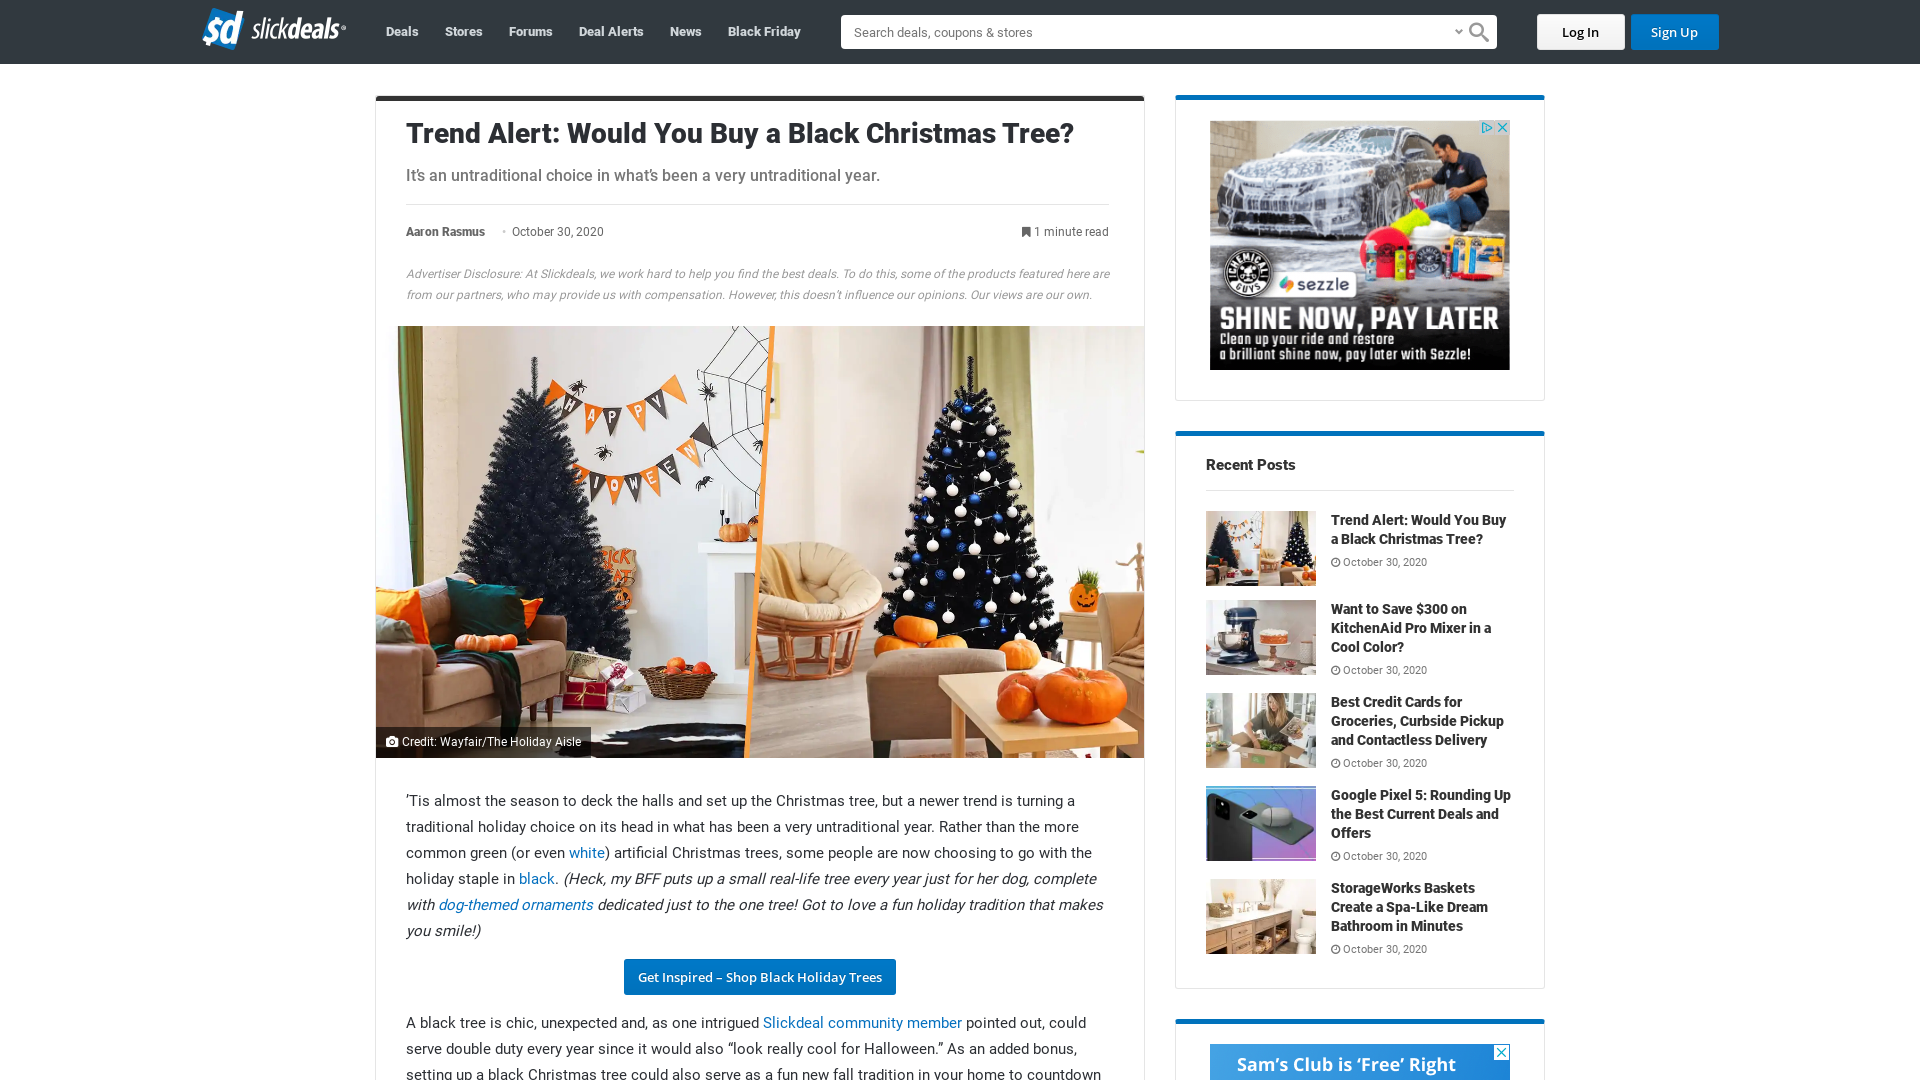 slickdeals
Deals
Stores
Forums
Deal Alerts
News
Black Friday
Search deals, coupons & stores
Log In
Sign Up
Trend Alert: Would You Buy a Black Christmas Tree?
It's an untraditional choice in what's been a very untraditional year.
Aaron Rasmus • October 30, 2020
1 minute read
Advertiser Disclosure: At Slickdeals, we work hard to help you find the best deals. To do this, some of the products featured here are
from our partners, who may provide us with compensation. However, this doesn't influence our opinions. Our views are our own.
HAPPY
Credit: Wayfair/The Holiday Aisle
'Tis almost the season to deck the halls and set up the Christmas tree, but a newer trend is turning a
traditional holiday choice on its head in what has been a very untraditional year. Rather than the more
common green (or even white) artificial Christmas trees, some people are now choosing to go with the
holiday staple in black. (Heck, my BFF puts up a small real-life tree every year just for her dog, complete
with dog-themed ornaments dedicated just to the one tree! Got to love a fun holiday tradition that makes
you smile!)
Get Inspired – Shop Black Holiday Trees
A black tree is chic, unexpected and, as one intrigued Slickdeal community member pointed out, could
serve double duty every year since it would also “look really cool for Halloween.” As an added bonus,
setting up a black Christmas tree could also serve as a fun new fall tradition in your home to countdown
CHEMICAL GUYS
sezzle
SHINE NOW, PAY LATER
Clean up your ride and restore
a brilliant shine now, pay later with Sezzle!
Recent Posts
Trend Alert: Would You Buy
a Black Christmas Tree?
October 30, 2020
Want to Save $300 on
KitchenAid Pro Mixer in a
Cool Color?
October 30, 2020
Best Credit Cards for
Groceries, Curbside Pickup
and Contactless Delivery
October 30, 2020
Google Pixel 5: Rounding Up
the Best Current Deals and
Offers
October 30, 2020
StorageWorks Baskets
Create a Spa-Like Dream
Bathroom in Minutes
October 30, 2020
Sam's Club is ‘Free’ Right